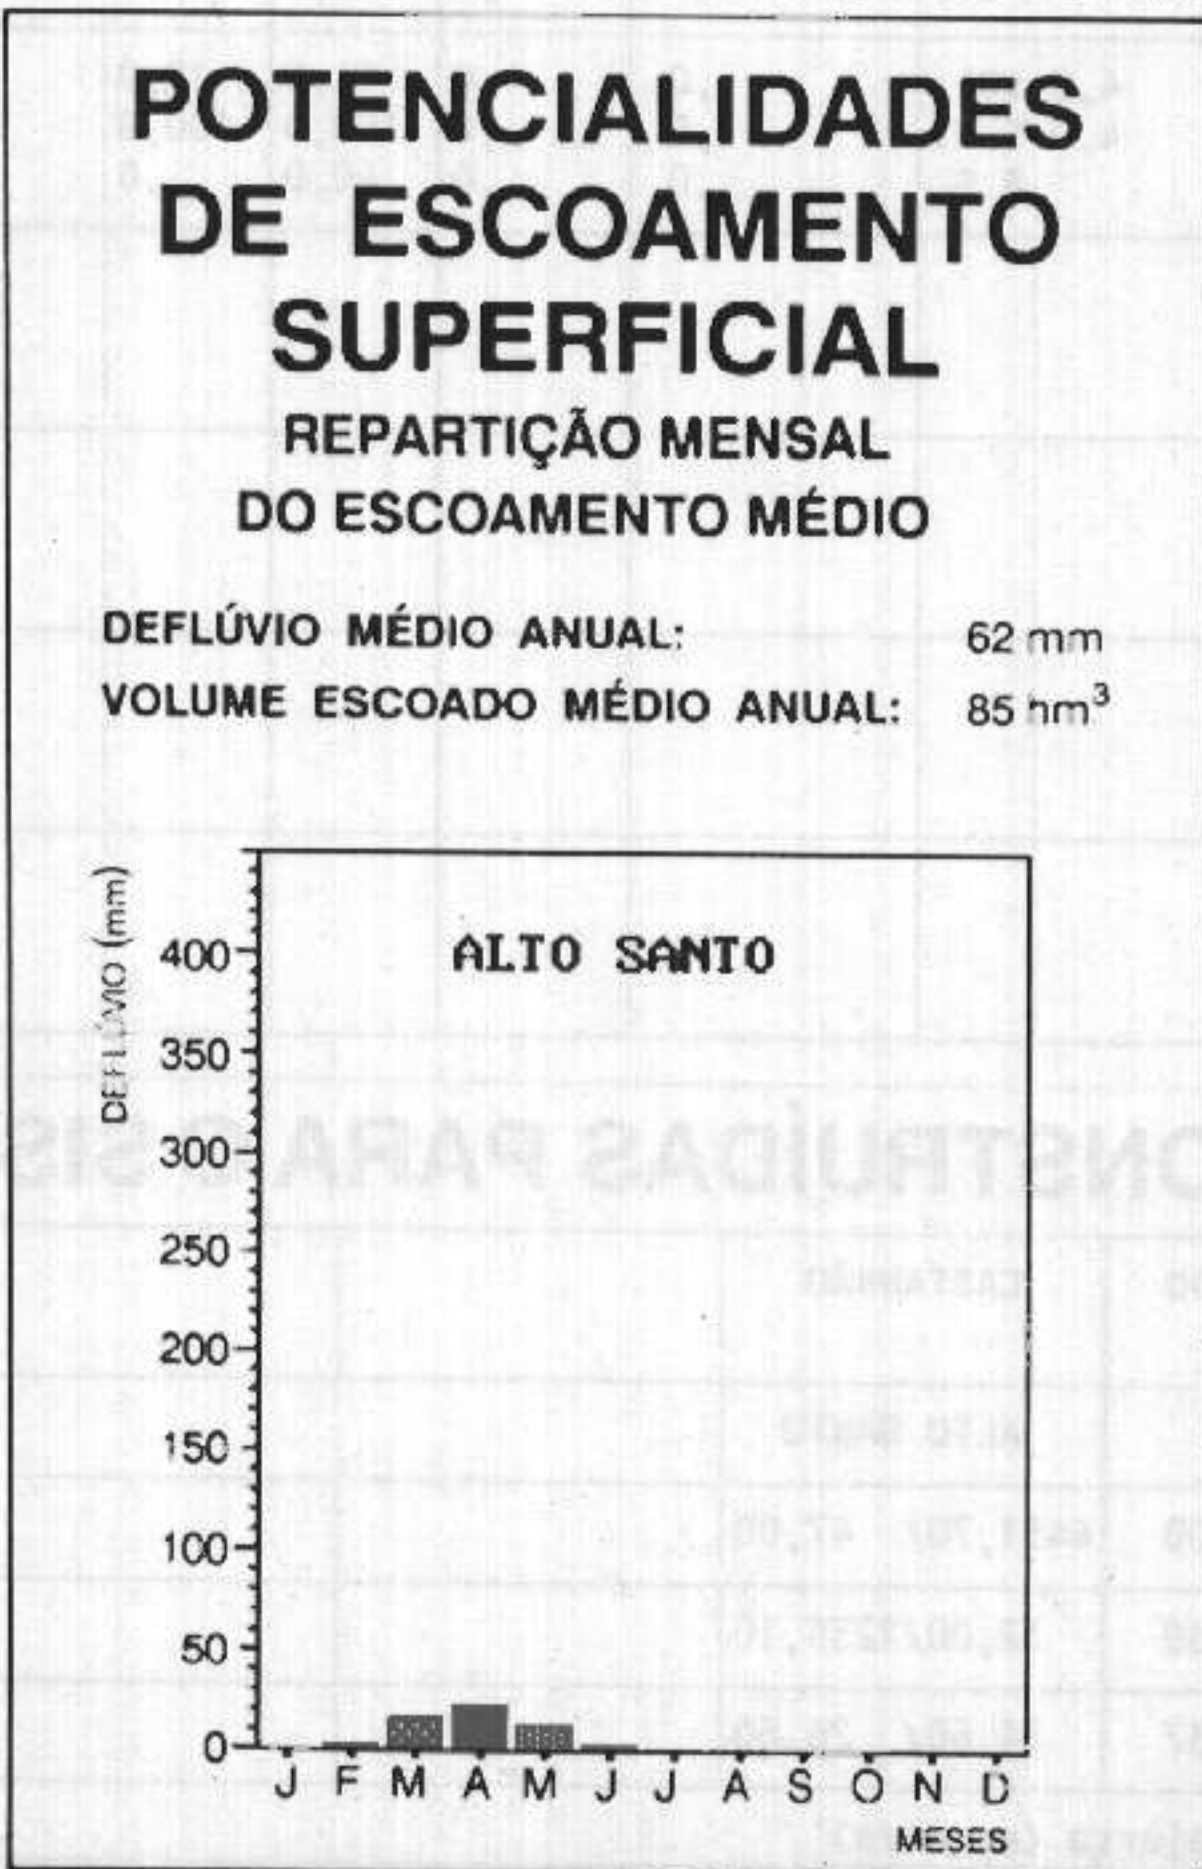 POTENCIALIDADES
DE ESCOAMENTO
SUPERFICIAL
REPARTIÇÃO MENSAL
DO ESCOAMENTO MÉDIO
DEFLÚVIO MÉDIO ANUAL: 62 mm
VOLUME ESCOADO MÉDIO ANUAL: 85 hm³
DEFLÚVIO (mm)
ALTO SANTO
400
350
300
250
200
150
100
50
0
J F M A M J J A S O N D
MESES